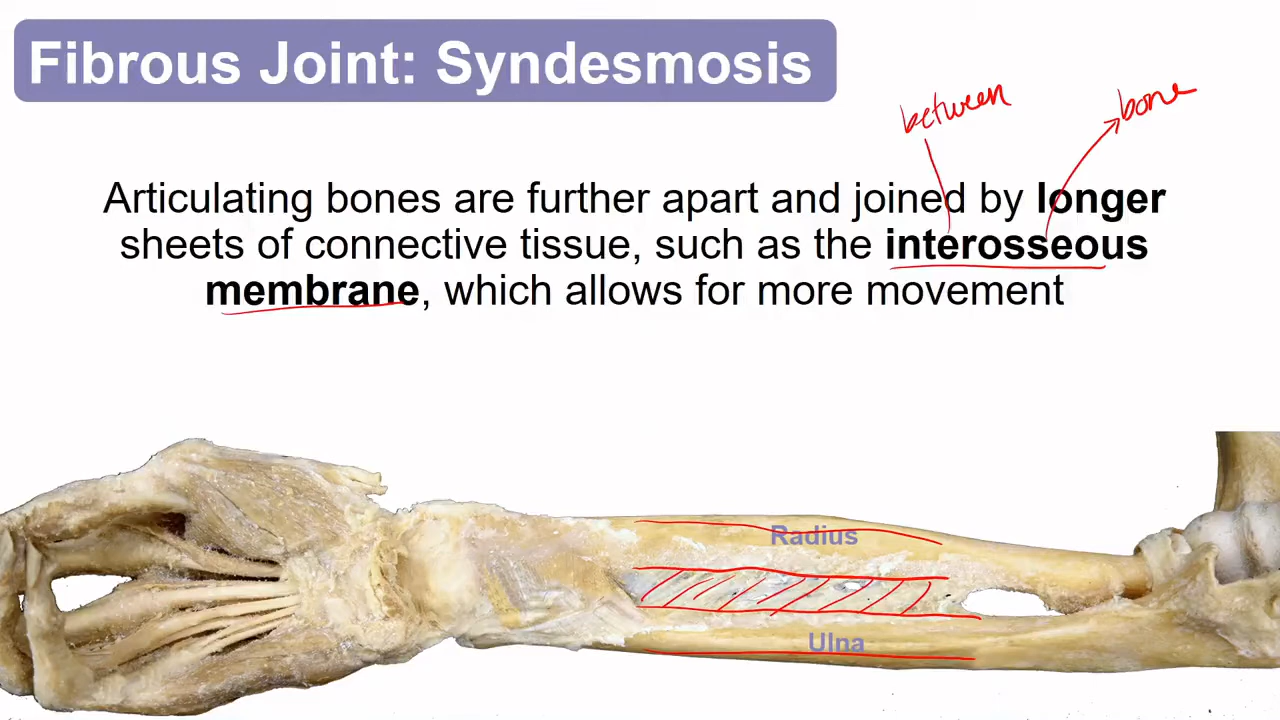 Fibrous Joint: Syndesmosis
between
bone
Articulating bones are further apart and joined by longer
sheets of connective tissue, such as the interosseous
membrane, which allows for more movement
Radius
Ulna